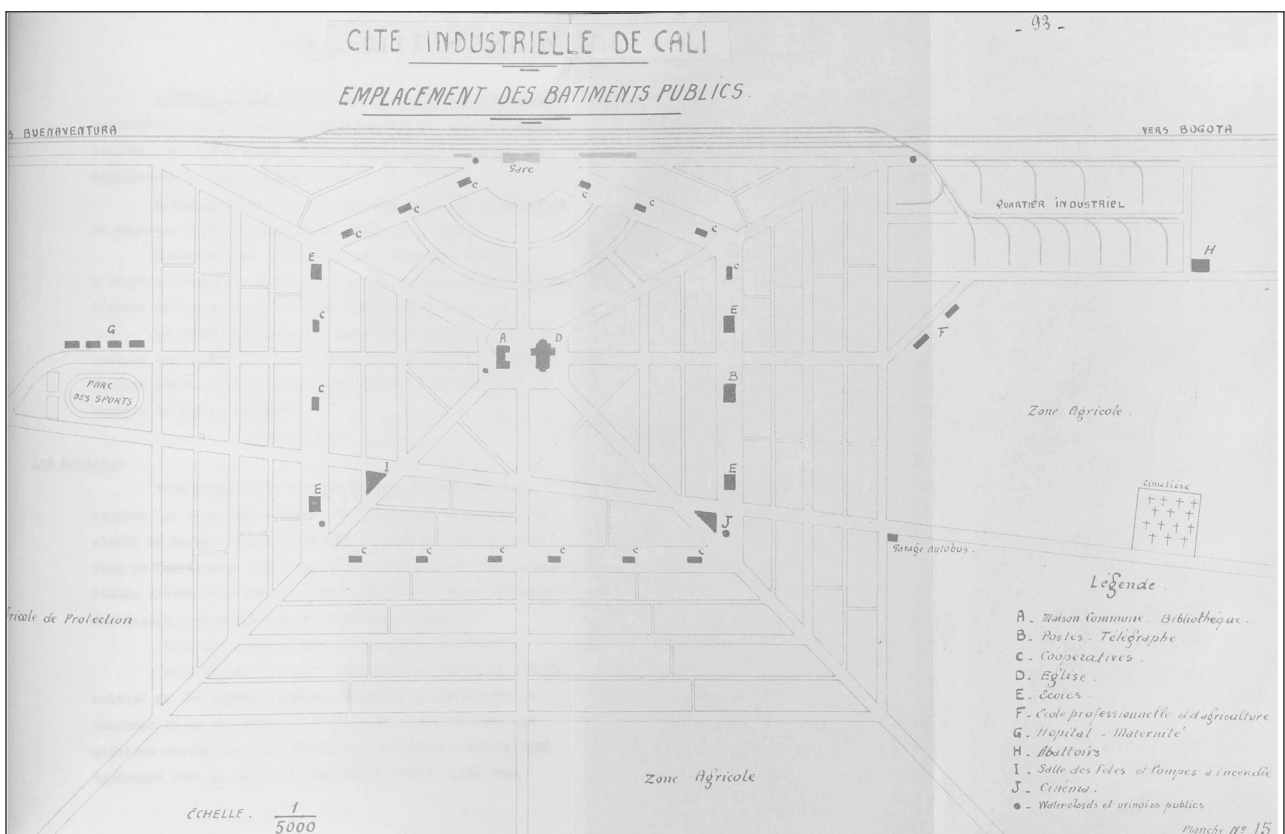 - 93 -
CITE INDUSTRIELLE DE CALI
EMPLACEMENT DES BATIMENTS PUBLICS.
S BUENAVENTURA
VERS BOGOTA
Gare
C
C
C
C
C
C
QUARTIER INDUSTRIEL
H
E
C
C
E
F
G
A
D
PARC
DES SPORTS
C
B
Zone Agricole.
I
E
E
Cimetière
J
Garage Autobus.
C
C
C
C
C
C
ricole de Protection
Zone Agricole
Légende.
A. Maison Commune. Bibliothèque.
B. Postes. Télégraphe.
C. Coopératives.
D. Eglise.
E. Ecoles.
F. Ecole professionnelle et d'agriculture
G. Hopital. Maternité
H. Abattoirs
I. Salle des Fêtes et Pompes à incendie
J. Cinéma.
● - Water-closets et urinoirs publics
ECHELLE. 1
5000
Planche No 15